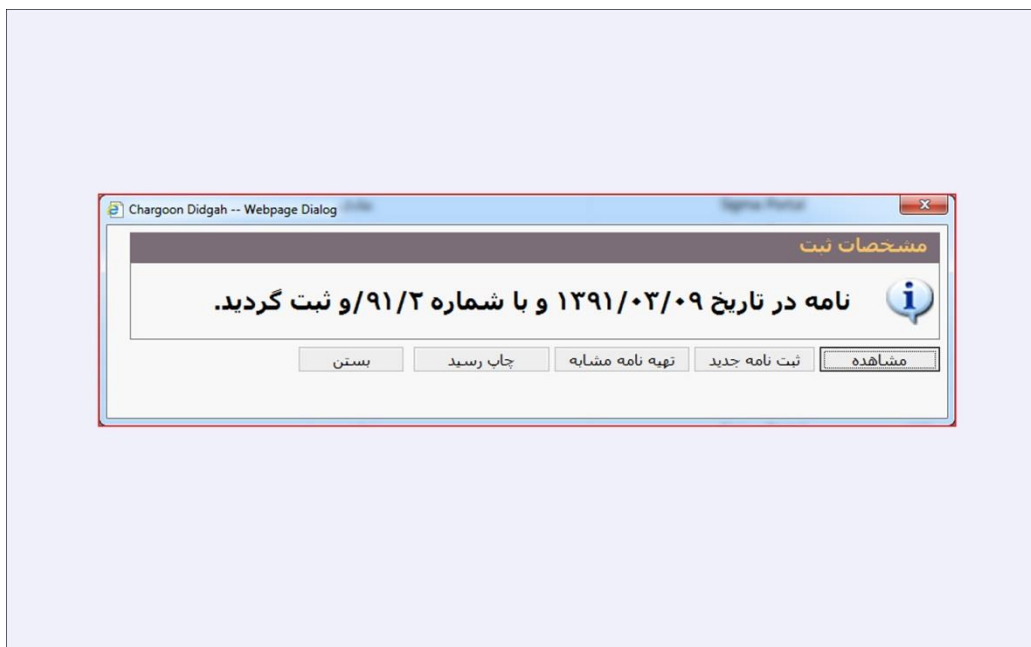 Chargoon Didgah -- Webpage Dialog
مشخصات ثبت
نامه در تاریخ ۱۳۹۱/۰۳/۰۹ و با شماره ۹۱/۳/و ثبت گردید.
مشاهده ثبت نامه جدید تهیه نامه مشابه چاپ رسید بستن